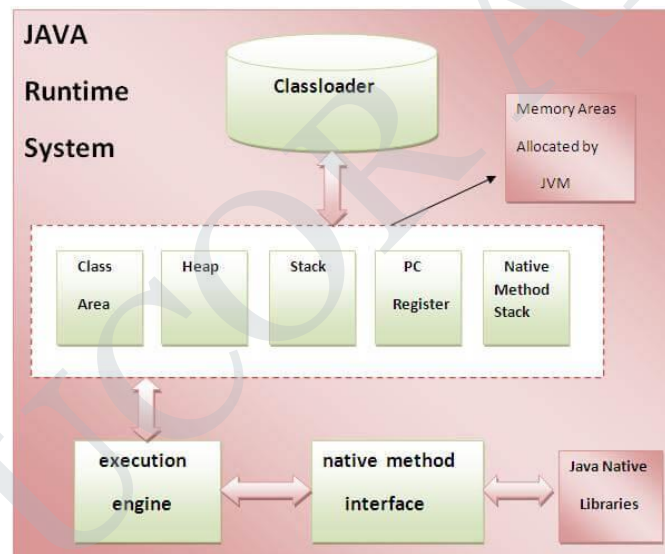 JAVA
Runtime
System
Classloader
Memory Areas
Allocated by
JVM
Class
Area
Heap
Stack
PC
Register
Native
Method
Stack
execution
engine
native method
interface
Java Native
Libraries